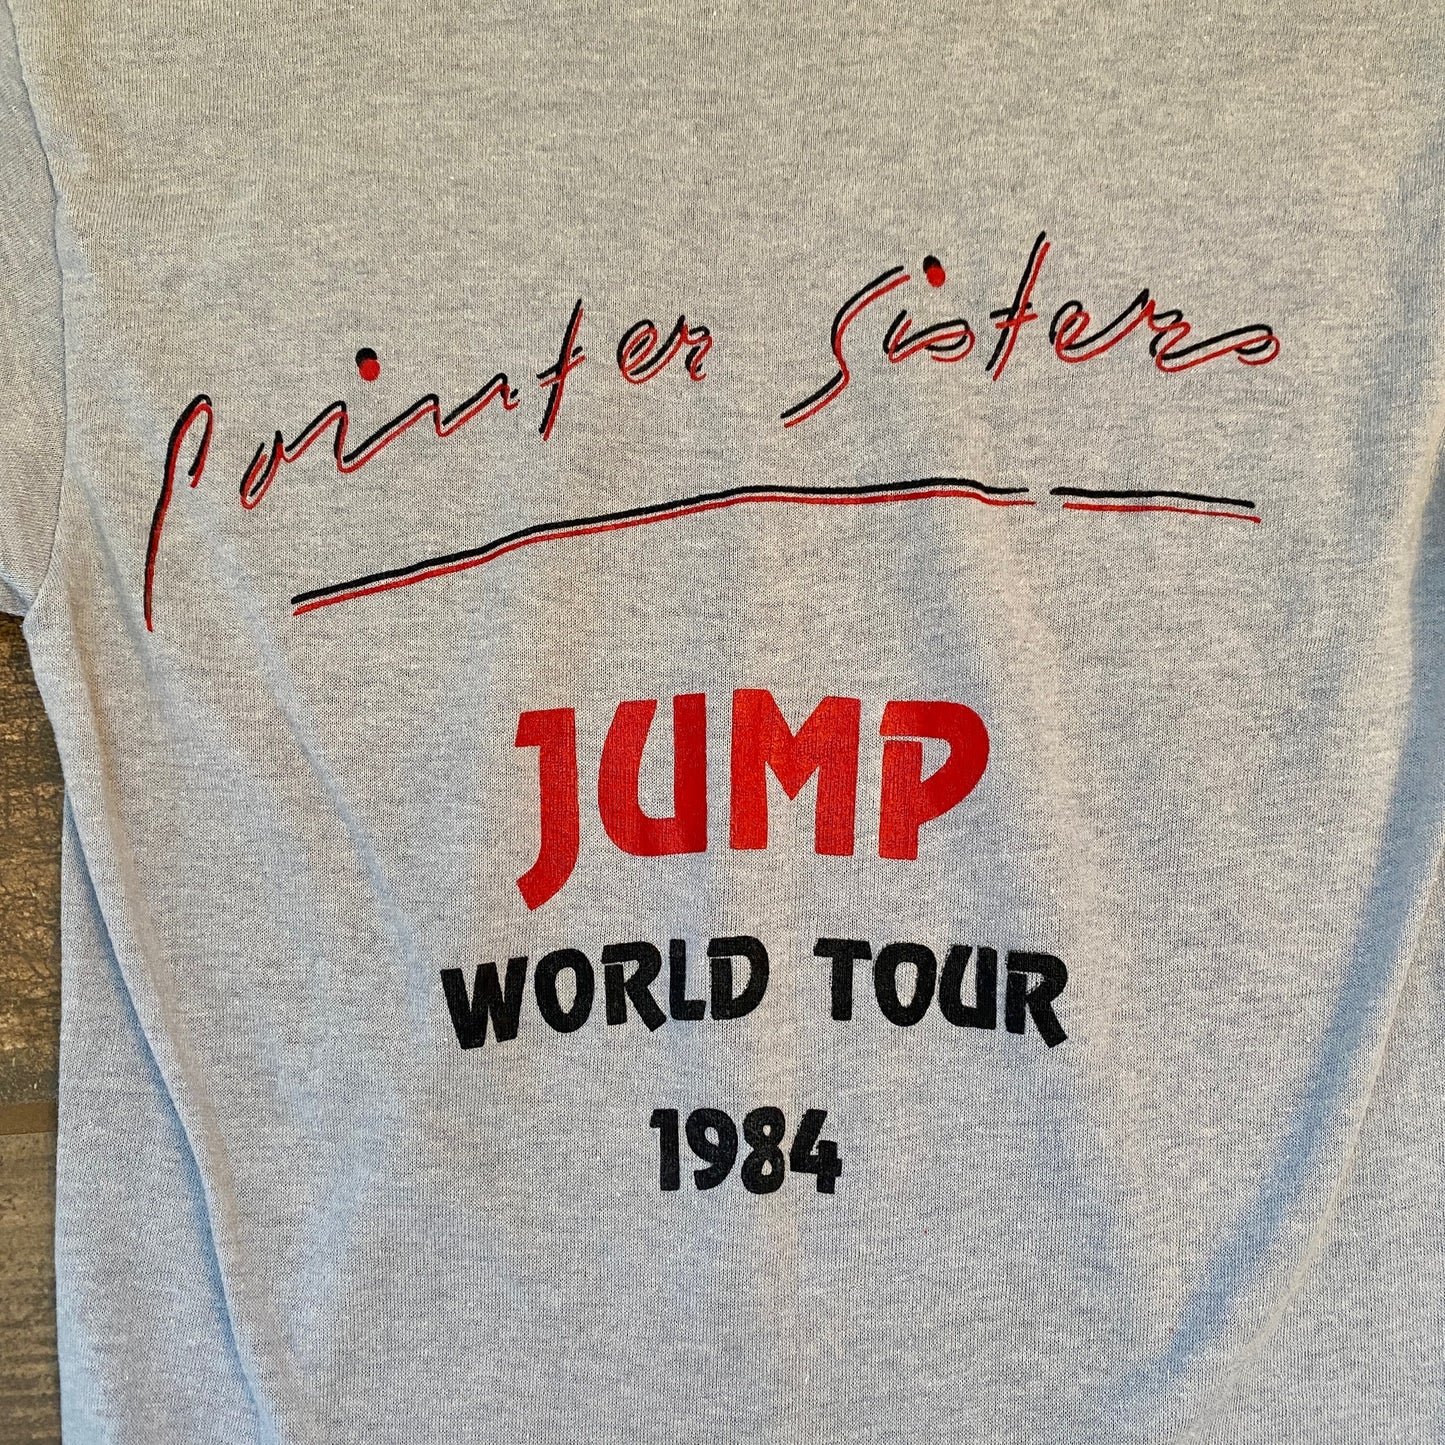 pointer sisters
JUMP
WORLD TOUR
1984